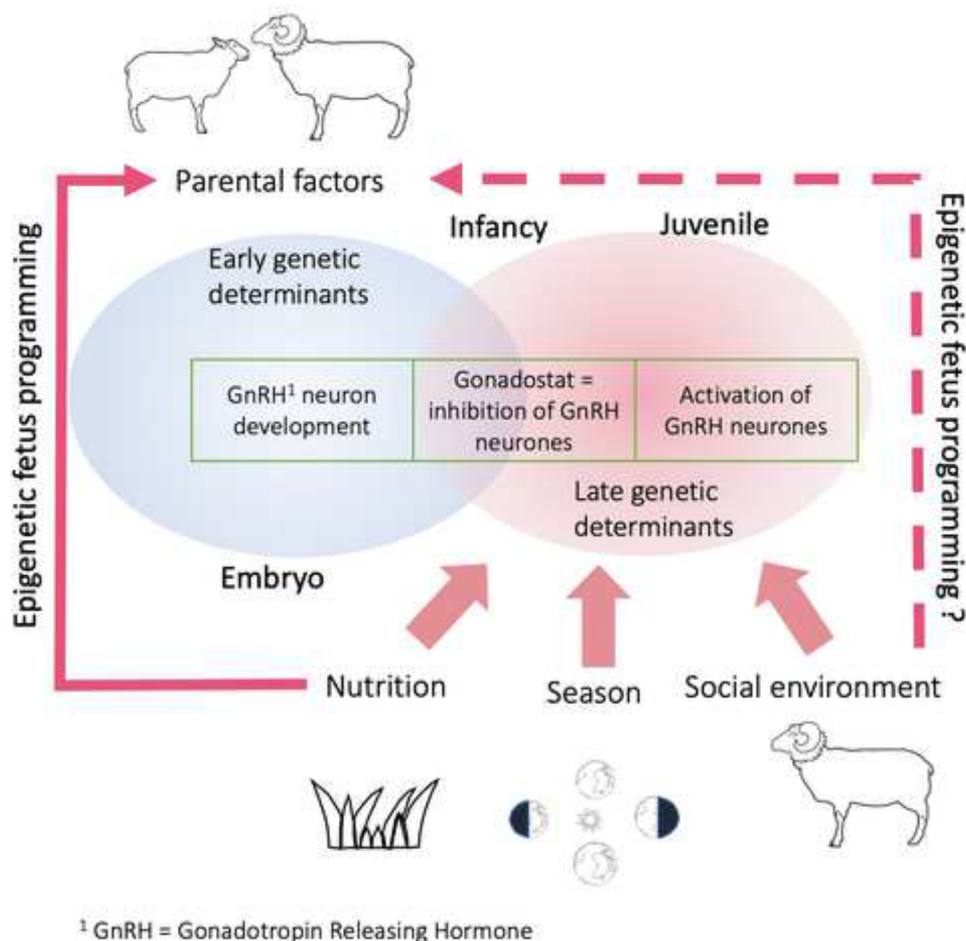 Parental factors
Epigenetic fetus programming
Epigenetic fetus programming ?
Infancy
Juvenile
Early genetic
determinants
GnRH¹ neuron
development
Gonadostat =
inhibition of GnRH
neurones
Activation of
GnRH neurones
Late genetic
determinants
Embryo
Nutrition
Season
Social environment
¹ GnRH = Gonadotropin Releasing Hormone